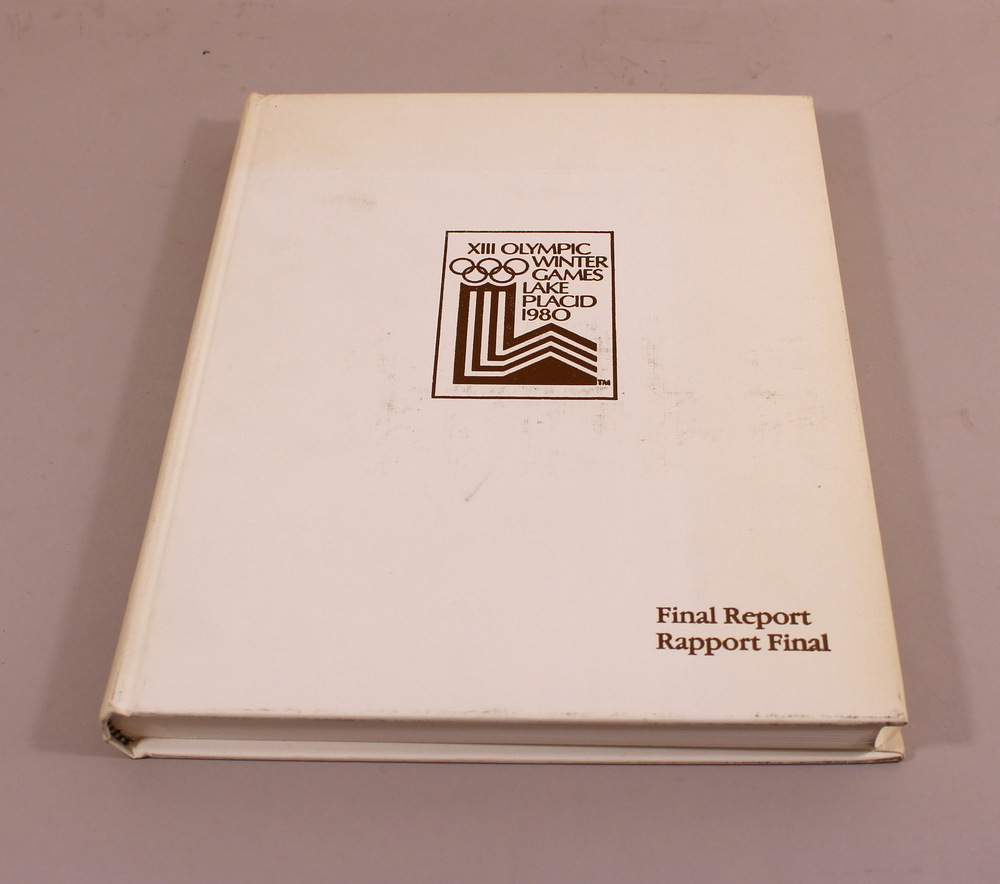 XIII OLYMPIC
WINTER
GAMES
LAKE
PLACID
1980
TM
Final Report
Rapport Final